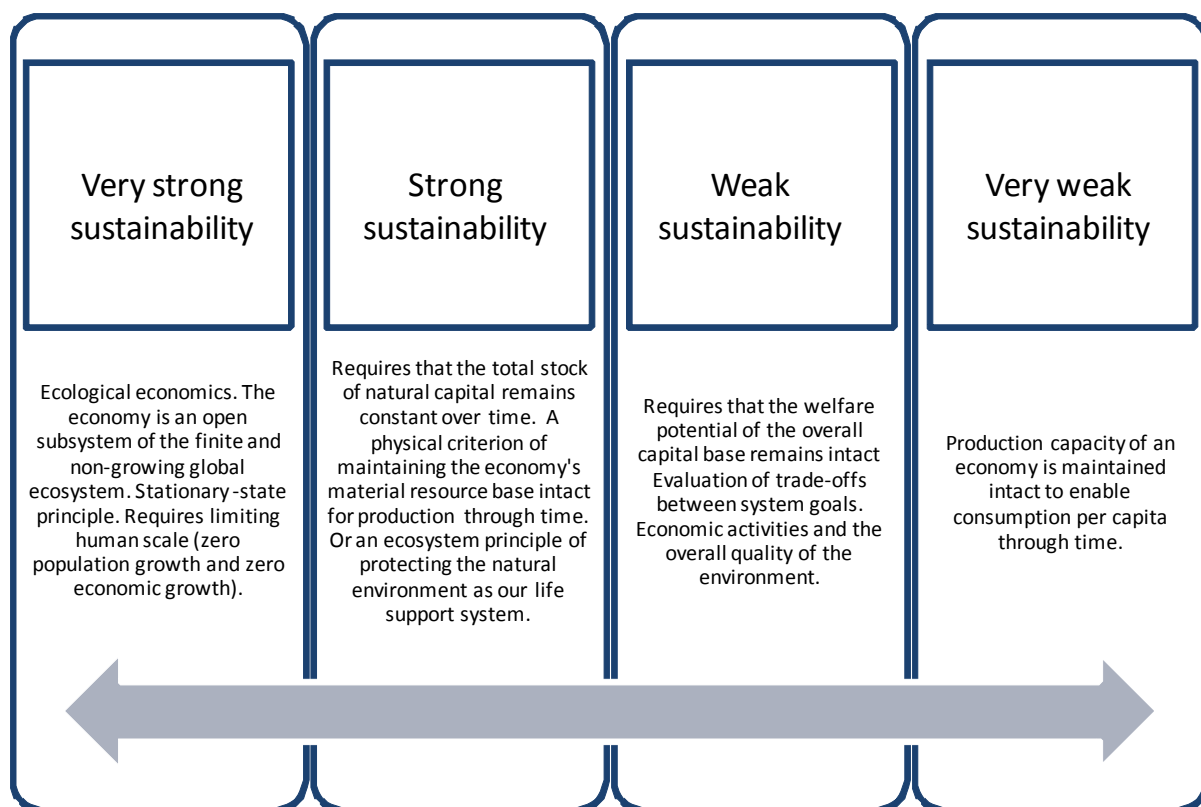 Very strong
sustainability
Ecological economics. The
economy is an open
subsystem of the finite and
non-growing global
ecosystem. Stationary-state
principle. Requires limiting
human scale (zero
population growth and zero
economic growth).
Strong
sustainability
Requires that the total stock
of natural capital remains
constant over time. A
physical criterion of
maintaining the economy's
material resource base intact
for production through time.
Or an ecosystem principle of
protecting the natural
environment as our life
support system.
Weak
sustainability
Requires that the welfare
potential of the overall
capital base remains intact
Evaluation of trade-offs
between system goals.
Economic activities and the
overall quality of the
environment.
Very weak
sustainability
Production capacity of an
economy is maintained
intact to enable
consumption per capita
through time.